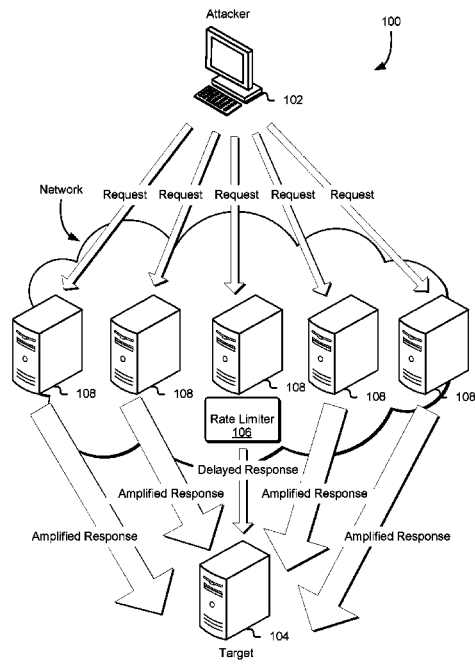 Attacker
100
102
Network
Request
Request
Request
Request
Request
108
108
108
108
108
Rate Limiter
106
Delayed Response
Amplified Response
Amplified Response
Amplified Response
Amplified Response
104
Target